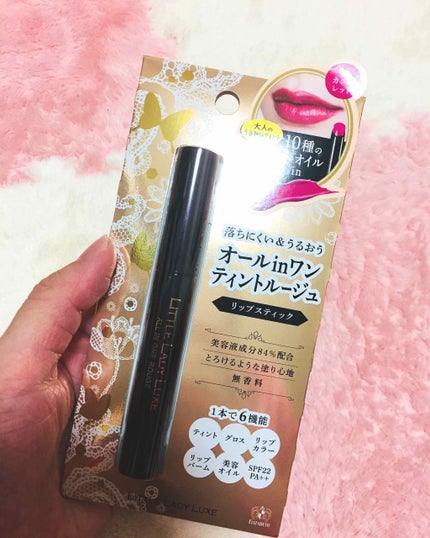 レッド
大人の
10種の
オイル
in
落ちにくい&うるおう
オールinワン
ティントルージュ
リップスティック
美容液成分84%配合
とろけるような塗り心地
無香料
1本で6機能
ティント
グロス
リップ
カラー
リップ
バーム
美容
オイル
SPF22
PA++
LITTLE LADY LUXE
ALL IN ONE ROUGE
LADY LUXE